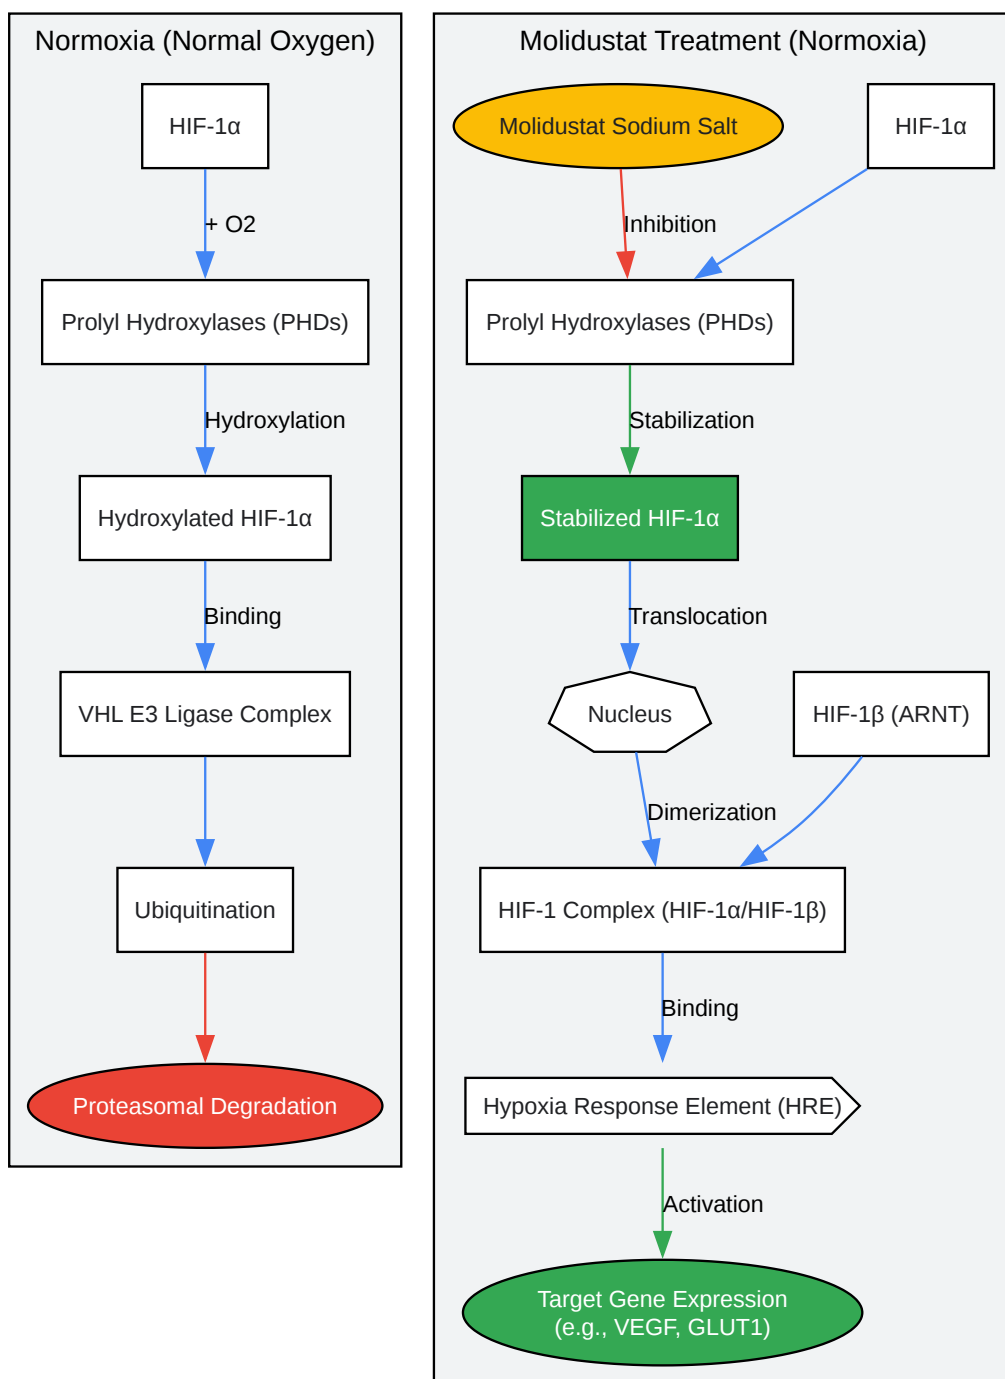 Normoxia (Normal Oxygen)
HIF-1α
+ O2
Prolyl Hydroxylases (PHDs)
Hydroxylation
Hydroxylated HIF-1α
Binding
VHL E3 Ligase Complex
Ubiquitination
Proteasomal Degradation
Molidustat Treatment (Normoxia)
Molidustat Sodium Salt
HIF-1α
Inhibition
Prolyl Hydroxylases (PHDs)
Stabilization
Stabilized HIF-1α
Translocation
Nucleus
HIF-1β (ARNT)
Dimerization
HIF-1 Complex (HIF-1α/HIF-1β)
Binding
Hypoxia Response Element (HRE)
Activation
Target Gene Expression
(e.g., VEGF, GLUT1)